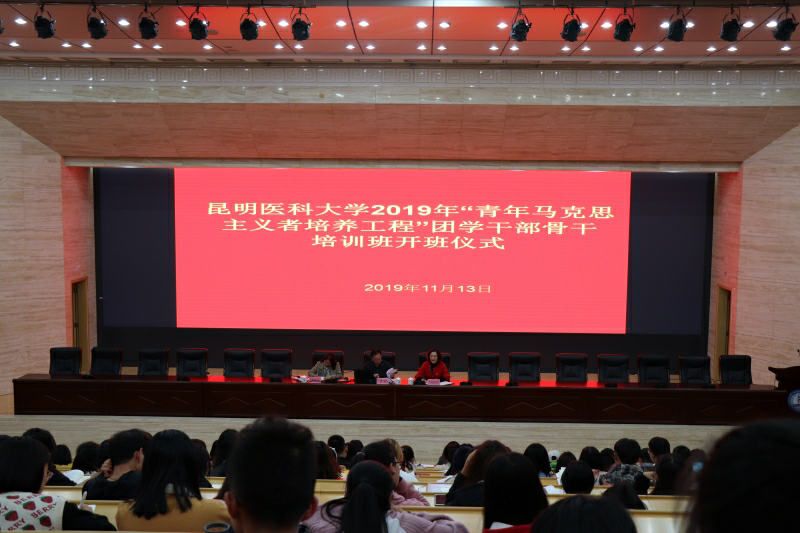 昆明医科大学2019年“青年马克思
主义者培养工程”团学干部骨干
培训班开班仪式
2019年11月13日